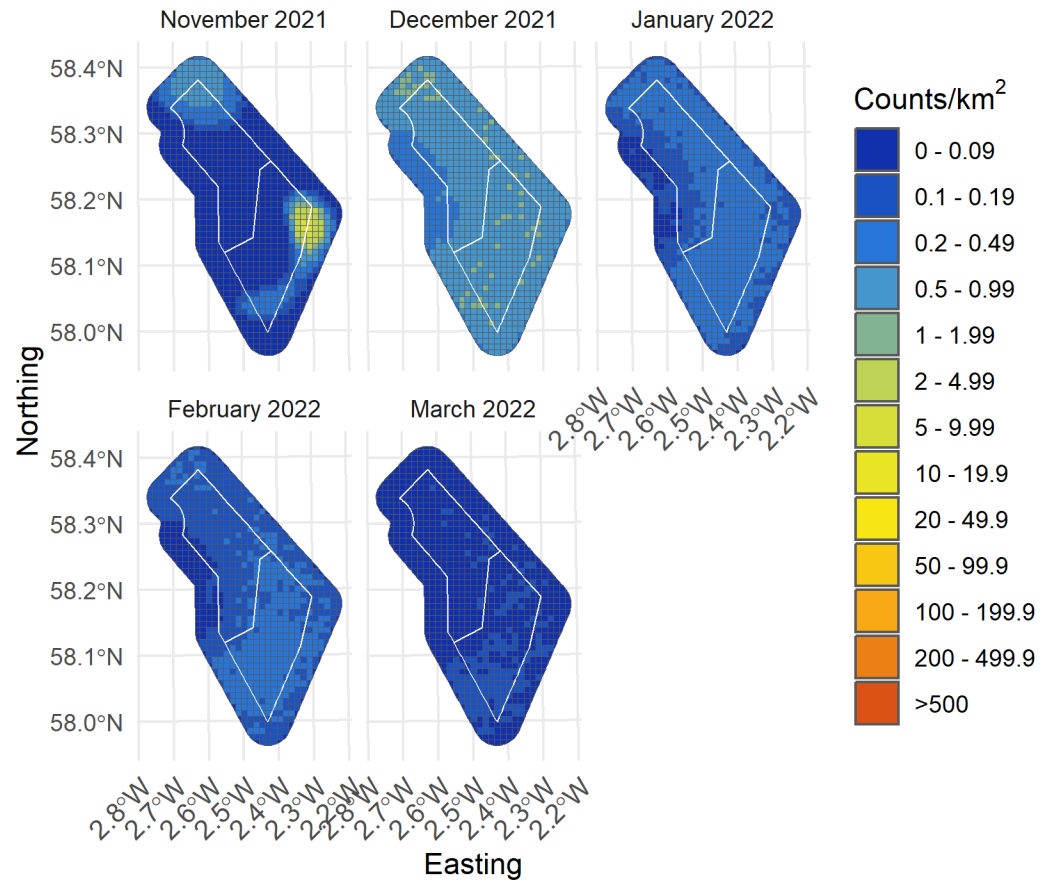 November 2021
December 2021
January 2022
58.4°N
58.3°N
58.2°N
58.1°N
58.0°N
2.8°W
2.7°W
2.6°W
2.5°W
2.4°W
2.3°W
2.2°W
February 2022
March 2022
58.4°N
58.3°N
58.2°N
58.1°N
58.0°N
2.8°W
2.7°W
2.6°W
2.5°W
2.4°W
2.3°W
2.2°W
2.8°W
2.7°W
2.6°W
2.5°W
2.4°W
2.3°W
2.2°W
Northing
Easting
Counts/km²
0 - 0.09
0.1 - 0.19
0.2 - 0.49
0.5 - 0.99
1 - 1.99
2 - 4.99
5 - 9.99
10 - 19.9
20 - 49.9
50 - 99.9
100 - 199.9
200 - 499.9
>500